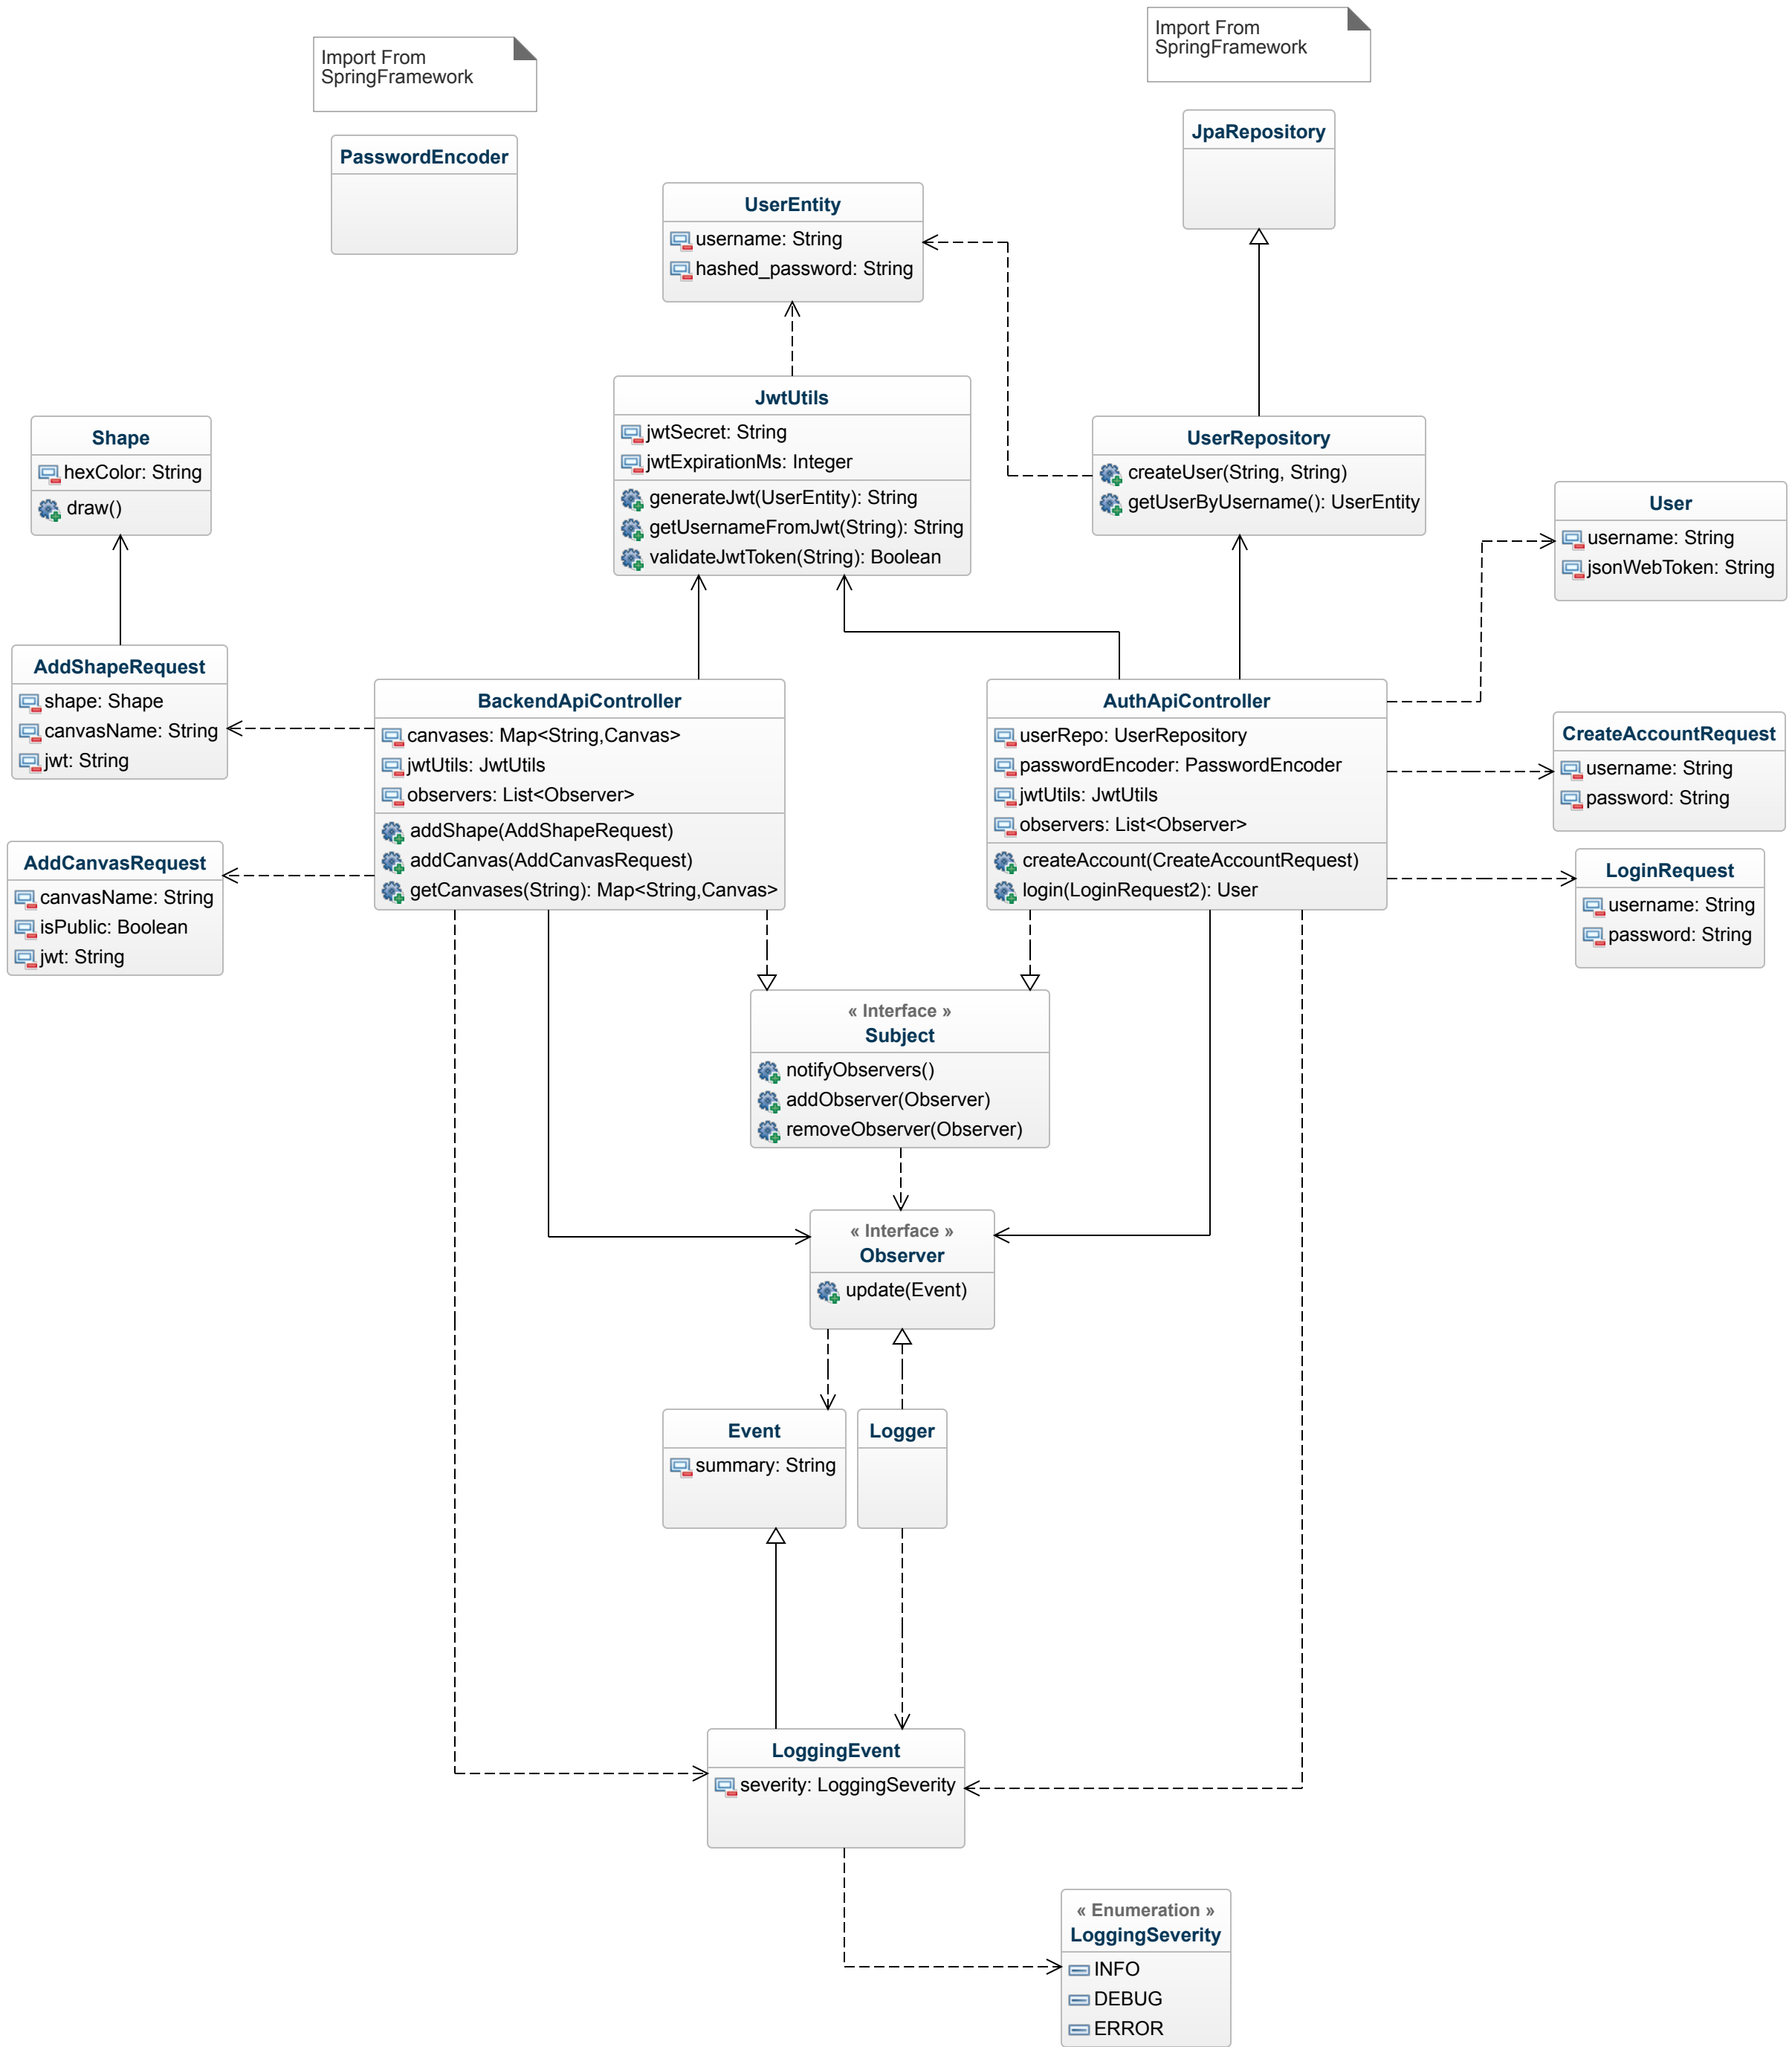 Import From
SpringFramework
Import From
SpringFramework
PasswordEncoder
JpaRepository
UserEntity
username: String
hashed_password: String
JwtUtils
jwtSecret: String
jwtExpirationMs: Integer
generateJwt(UserEntity): String
getUsernameFromJwt(String): String
validateJwtToken(String): Boolean
Shape
hexColor: String
draw()
UserRepository
createUser(String, String)
getUserByUsername(): UserEntity
User
username: String
jsonWebToken: String
AddShapeRequest
shape: Shape
canvasName: String
jwt: String
BackendApiController
canvases: Map<String,Canvas>
jwtUtils: JwtUtils
observers: List<Observer>
addShape(AddShapeRequest)
addCanvas(AddCanvasRequest)
getCanvases(String): Map<String,Canvas>
AuthApiController
userRepo: UserRepository
passwordEncoder: PasswordEncoder
jwtUtils: JwtUtils
observers: List<Observer>
createAccount(CreateAccountRequest)
login(LoginRequest2): User
CreateAccountRequest
username: String
password: String
AddCanvasRequest
canvasName: String
isPublic: Boolean
jwt: String
LoginRequest
username: String
password: String
« Interface »
Subject
notifyObservers()
addObserver(Observer)
removeObserver(Observer)
« Interface »
Observer
update(Event)
Event
summary: String
Logger
LoggingEvent
severity: LoggingSeverity
« Enumeration »
LoggingSeverity
INFO
DEBUG
ERROR